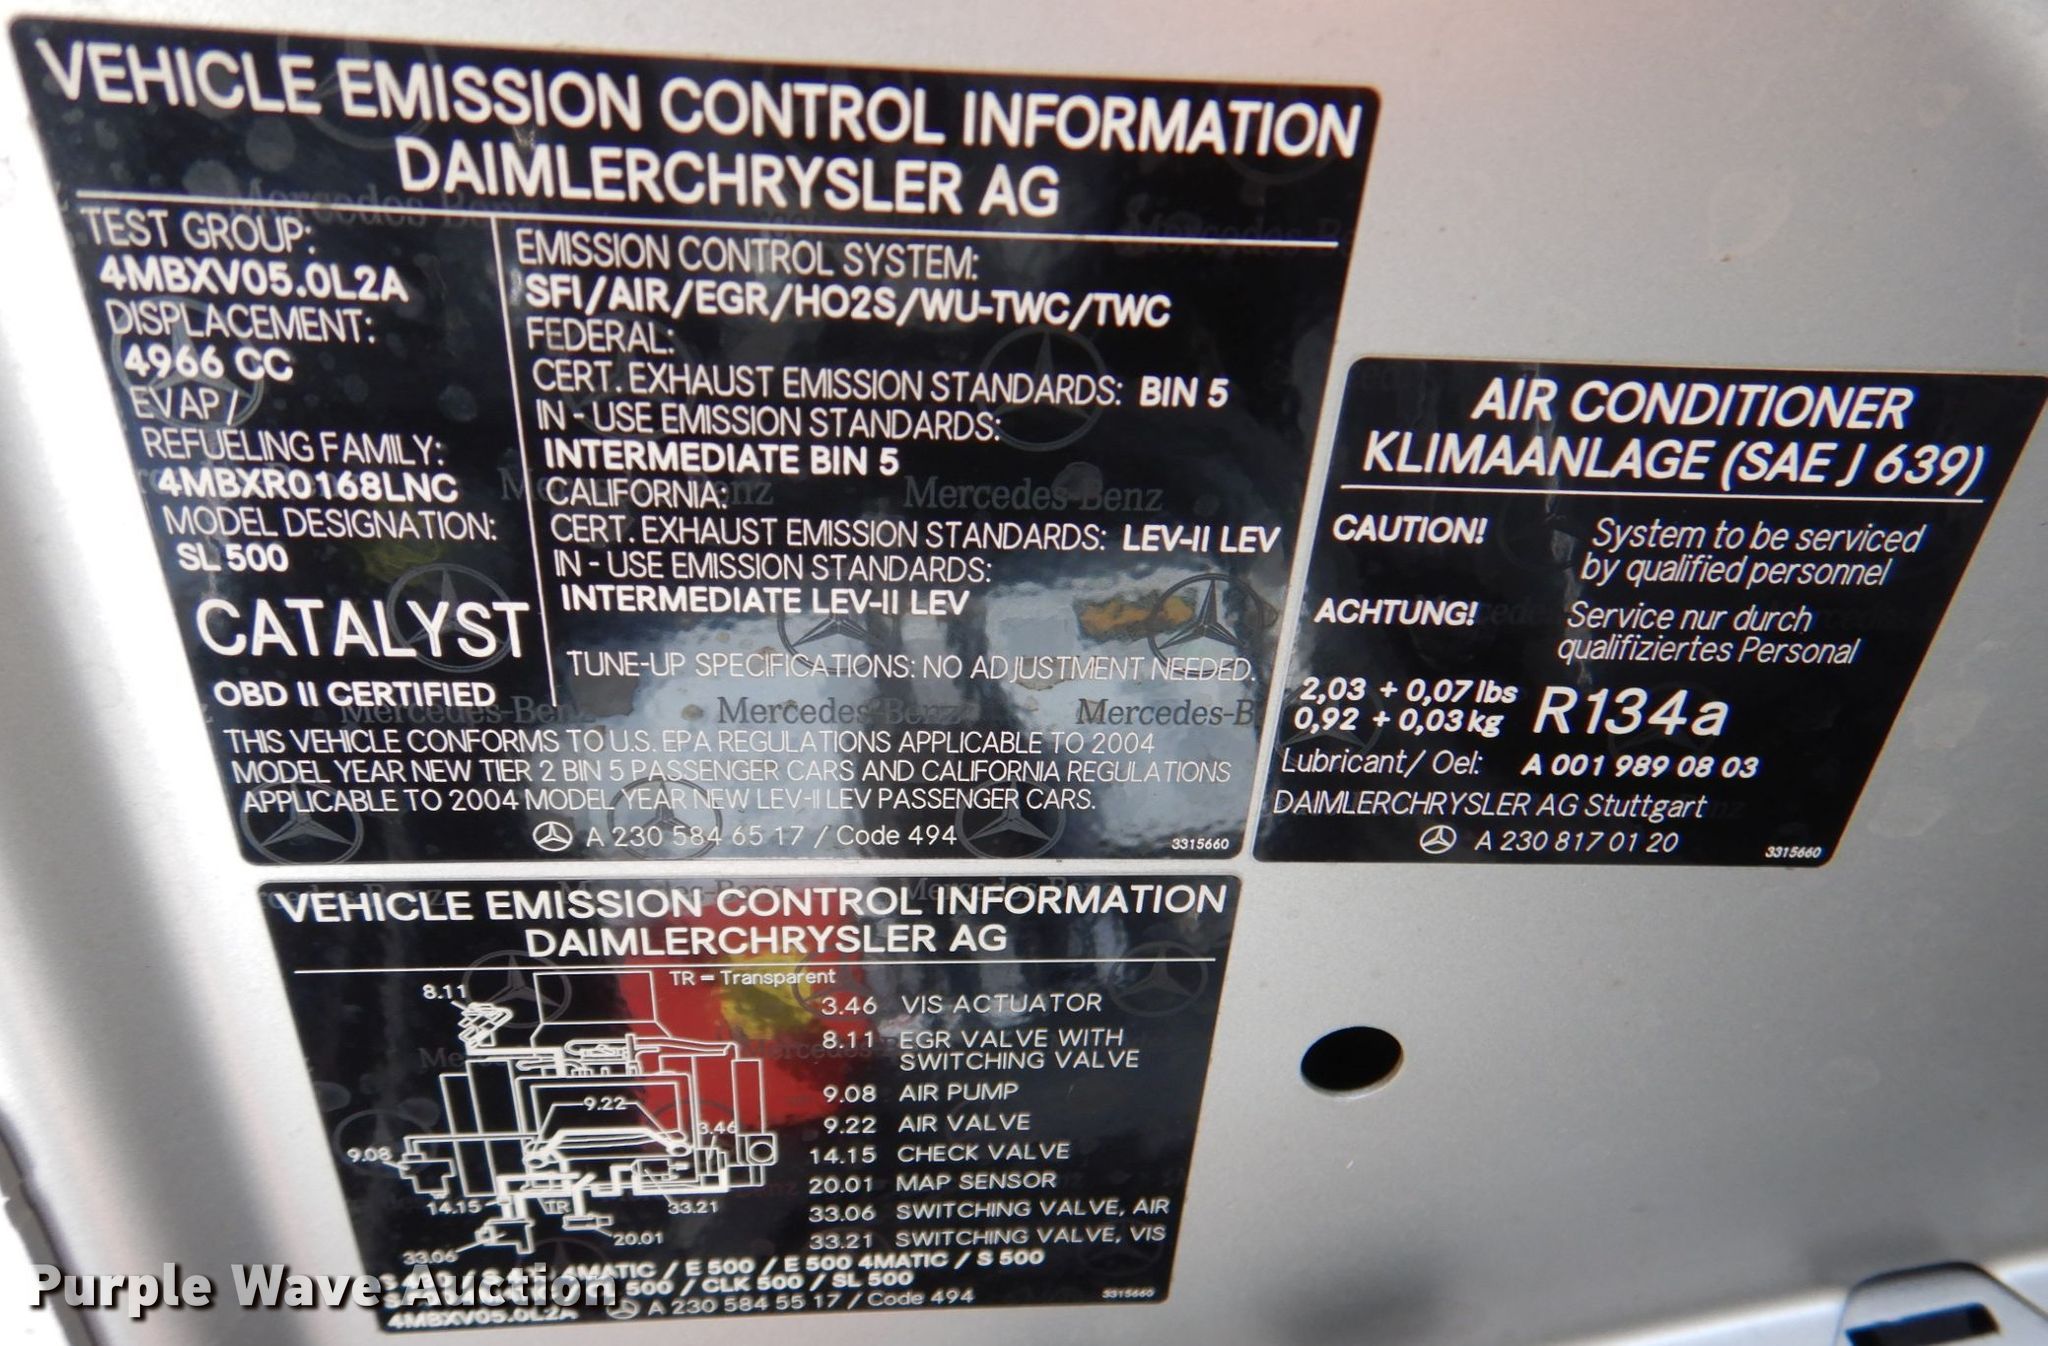 VEHICLE EMISSION CONTROL INFORMATION
DAIMLERCHRYSLER AG
TEST GROUP:
4MBXV05.0L2A
DISPLACEMENT:
4966 CC
EVAP/
REFUELING FAMILY:
4MBXR0168LNC
MODEL DESIGNATION:
SL 500
CATALYST
OBD II CERTIFIED
EMISSION CONTROL SYSTEM:
SFI/AIR/EGR/HO2S/WU-TWC/TWC
FEDERAL:
CERT. EXHAUST EMISSION STANDARDS: BIN 5
IN - USE EMISSION STANDARDS:
INTERMEDIATE BIN 5
CALIFORNIA:
CERT. EXHAUST EMISSION STANDARDS: LEV-II LEV
IN - USE EMISSION STANDARDS:
INTERMEDIATE LEV-II LEV
TUNE-UP SPECIFICATIONS: NO ADJUSTMENT NEEDED.
THIS VEHICLE CONFORMS TO U.S. EPA REGULATIONS APPLICABLE TO 2004
MODEL YEAR NEW TIER 2 BIN 5 PASSENGER CARS AND CALIFORNIA REGULATIONS
APPLICABLE TO 2004 MODEL YEAR NEW LEV-II LEV PASSENGER CARS.
A 230 584 65 17 / Code 494
3315660
AIR CONDITIONER
KLIMAANLAGE (SAE J 639)
CAUTION! System to be serviced
by qualified personnel
ACHTUNG! Service nur durch
qualifiziertes Personal
2,03 + 0,07 lbs
0,92 + 0,03 kg R134a
Lubricant/ Oel: A 001 989 08 03
DAIMLERCHRYSLER AG Stuttgart
A 230 817 01 20
3315660
VEHICLE EMISSION CONTROL INFORMATION
DAIMLERCHRYSLER AG
TR = Transparent
8.11
9.22
3.46
9.08
14.15
TR
33.21
20.01
33.06
3.46 VIS ACTUATOR
8.11 EGR VALVE WITH
SWITCHING VALVE
9.08 AIR PUMP
9.22 AIR VALVE
14.15 CHECK VALVE
20.01 MAP SENSOR
33.06 SWITCHING VALVE, AIR
33.21 SWITCHING VALVE, VIS
4MATIC / E 500 / E 500 4MATIC / S 500
500 / CLK 500 / SL 500
4MBXV05.0L2A
A 230 584 55 17 / Code 494
3315660
Mercedes-Benz
Purple Wave Auction